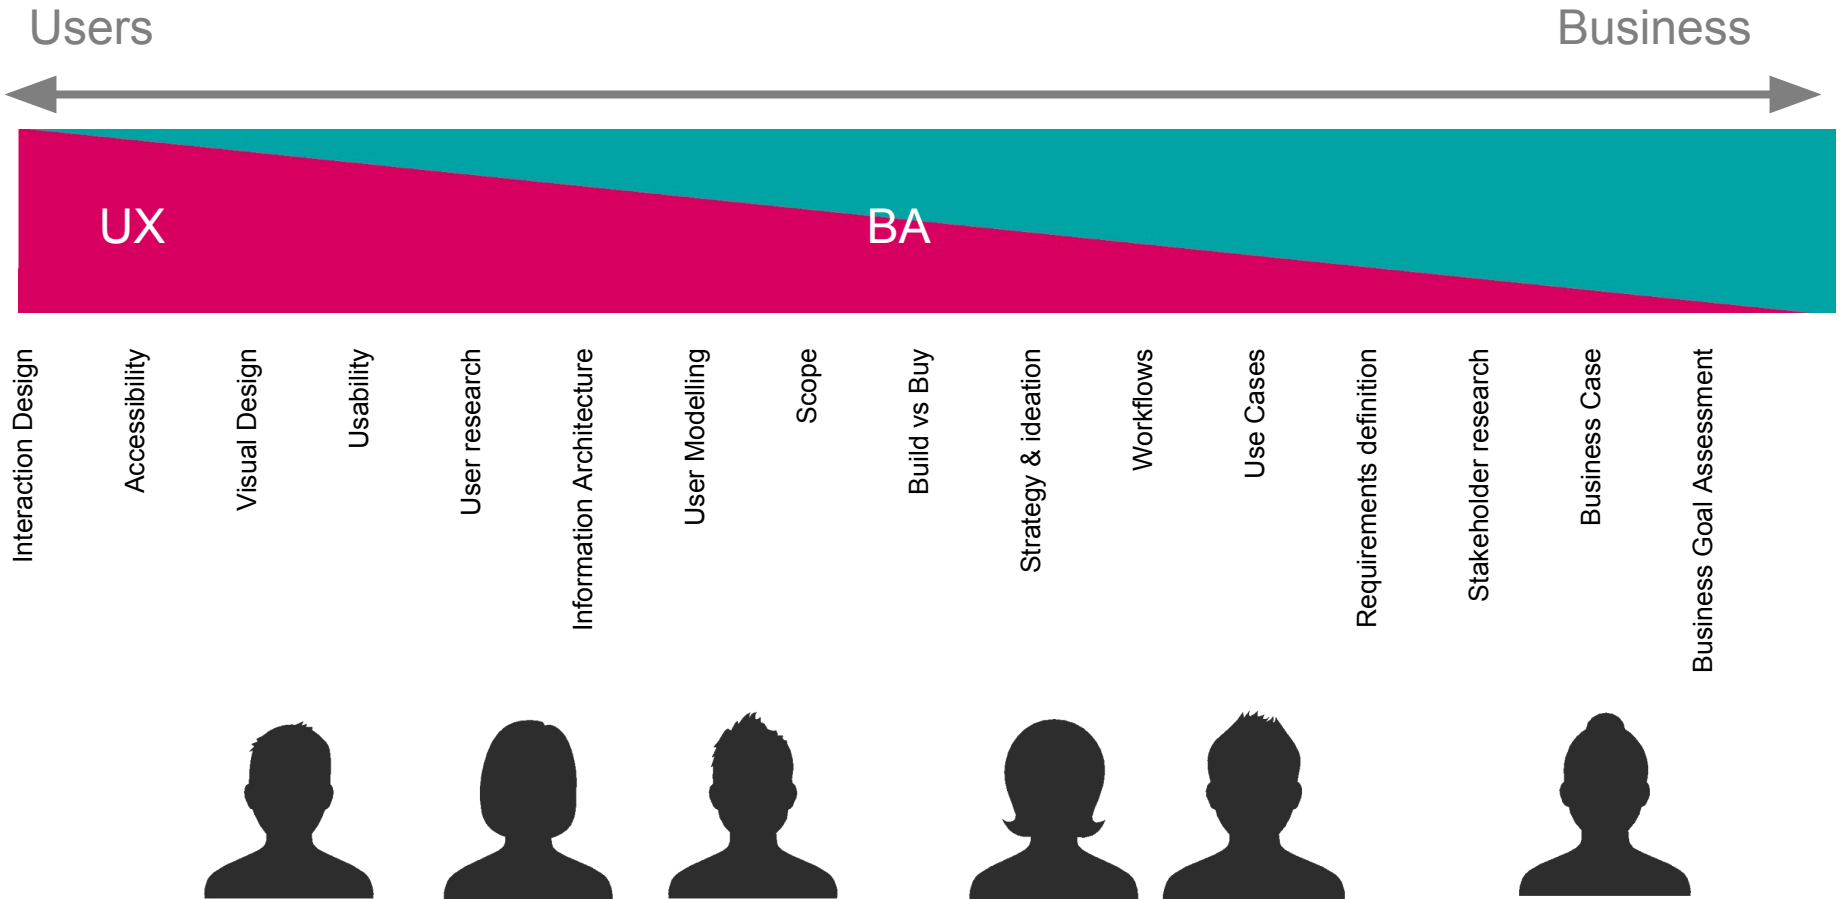 Users
Business
UX
BA
Interaction Design
Accessibility
Visual Design
Usability
User research
Information Architecture
User Modelling
Scope
Build vs Buy
Strategy & ideation
Workflows
Use Cases
Requirements definition
Stakeholder research
Business Case
Business Goal Assessment